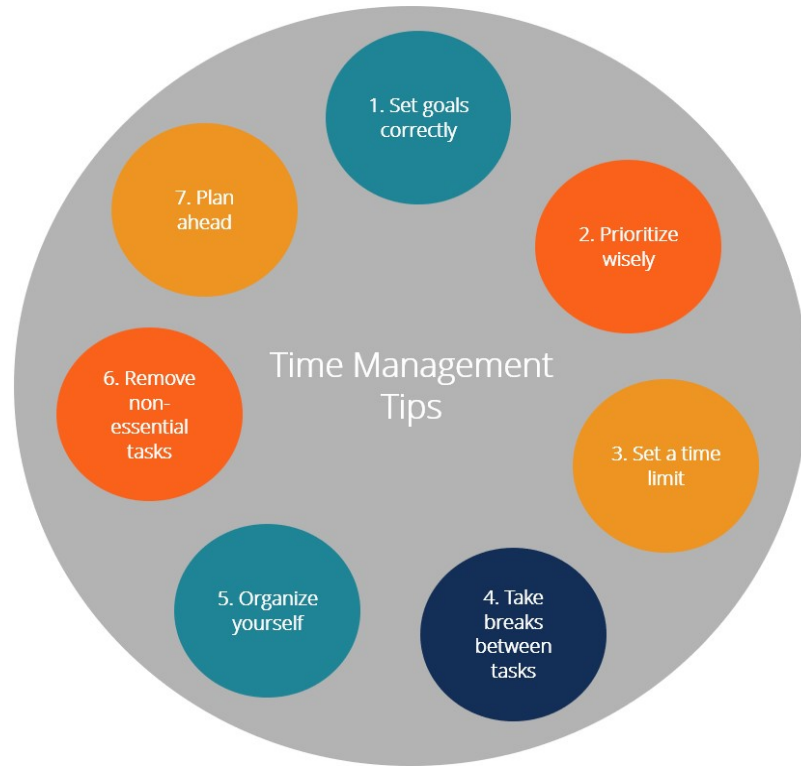 1. Set goals
correctly
2. Prioritize
wisely
3. Set a time
limit
4. Take
breaks
between
tasks
5. Organize
yourself
6. Remove
non-
essential
tasks
7. Plan
ahead
Time Management
Tips